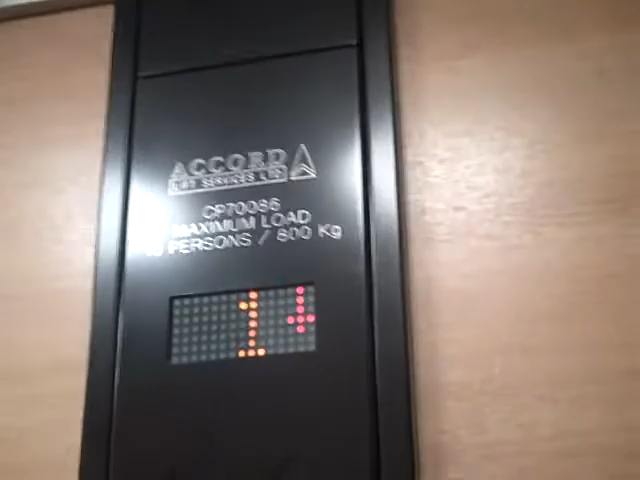 ACCORD
LIFT SERVICES LTD
CP70086
MAXIMUM LOAD
PERSONS / 800 Kg
1